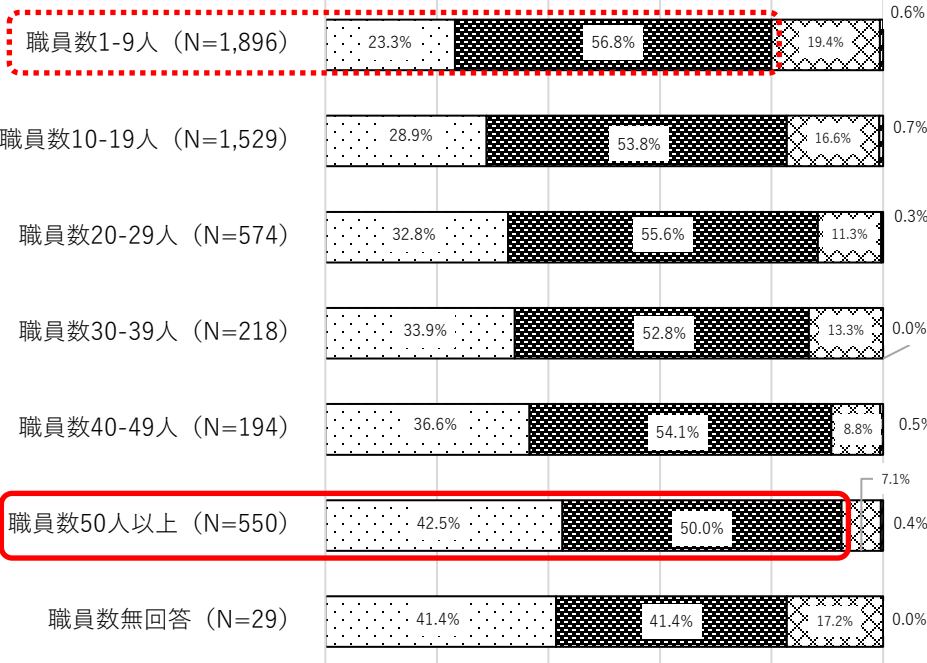 0.6%
職員数1-9人（N=1,896） 23.3% 56.8% 19.4%
職員数10-19人（N=1,529） 28.9% 53.8% 16.6% 0.7%
職員数20-29人（N=574） 32.8% 55.6% 11.3% 0.3%
職員数30-39人（N=218） 33.9% 52.8% 13.3% 0.0%
職員数40-49人（N=194） 36.6% 54.1% 8.8% 0.5%
7.1%
職員数50人以上（N=550） 42.5% 50.0% 0.4%
職員数無回答（N=29） 41.4% 41.4% 17.2% 0.0%